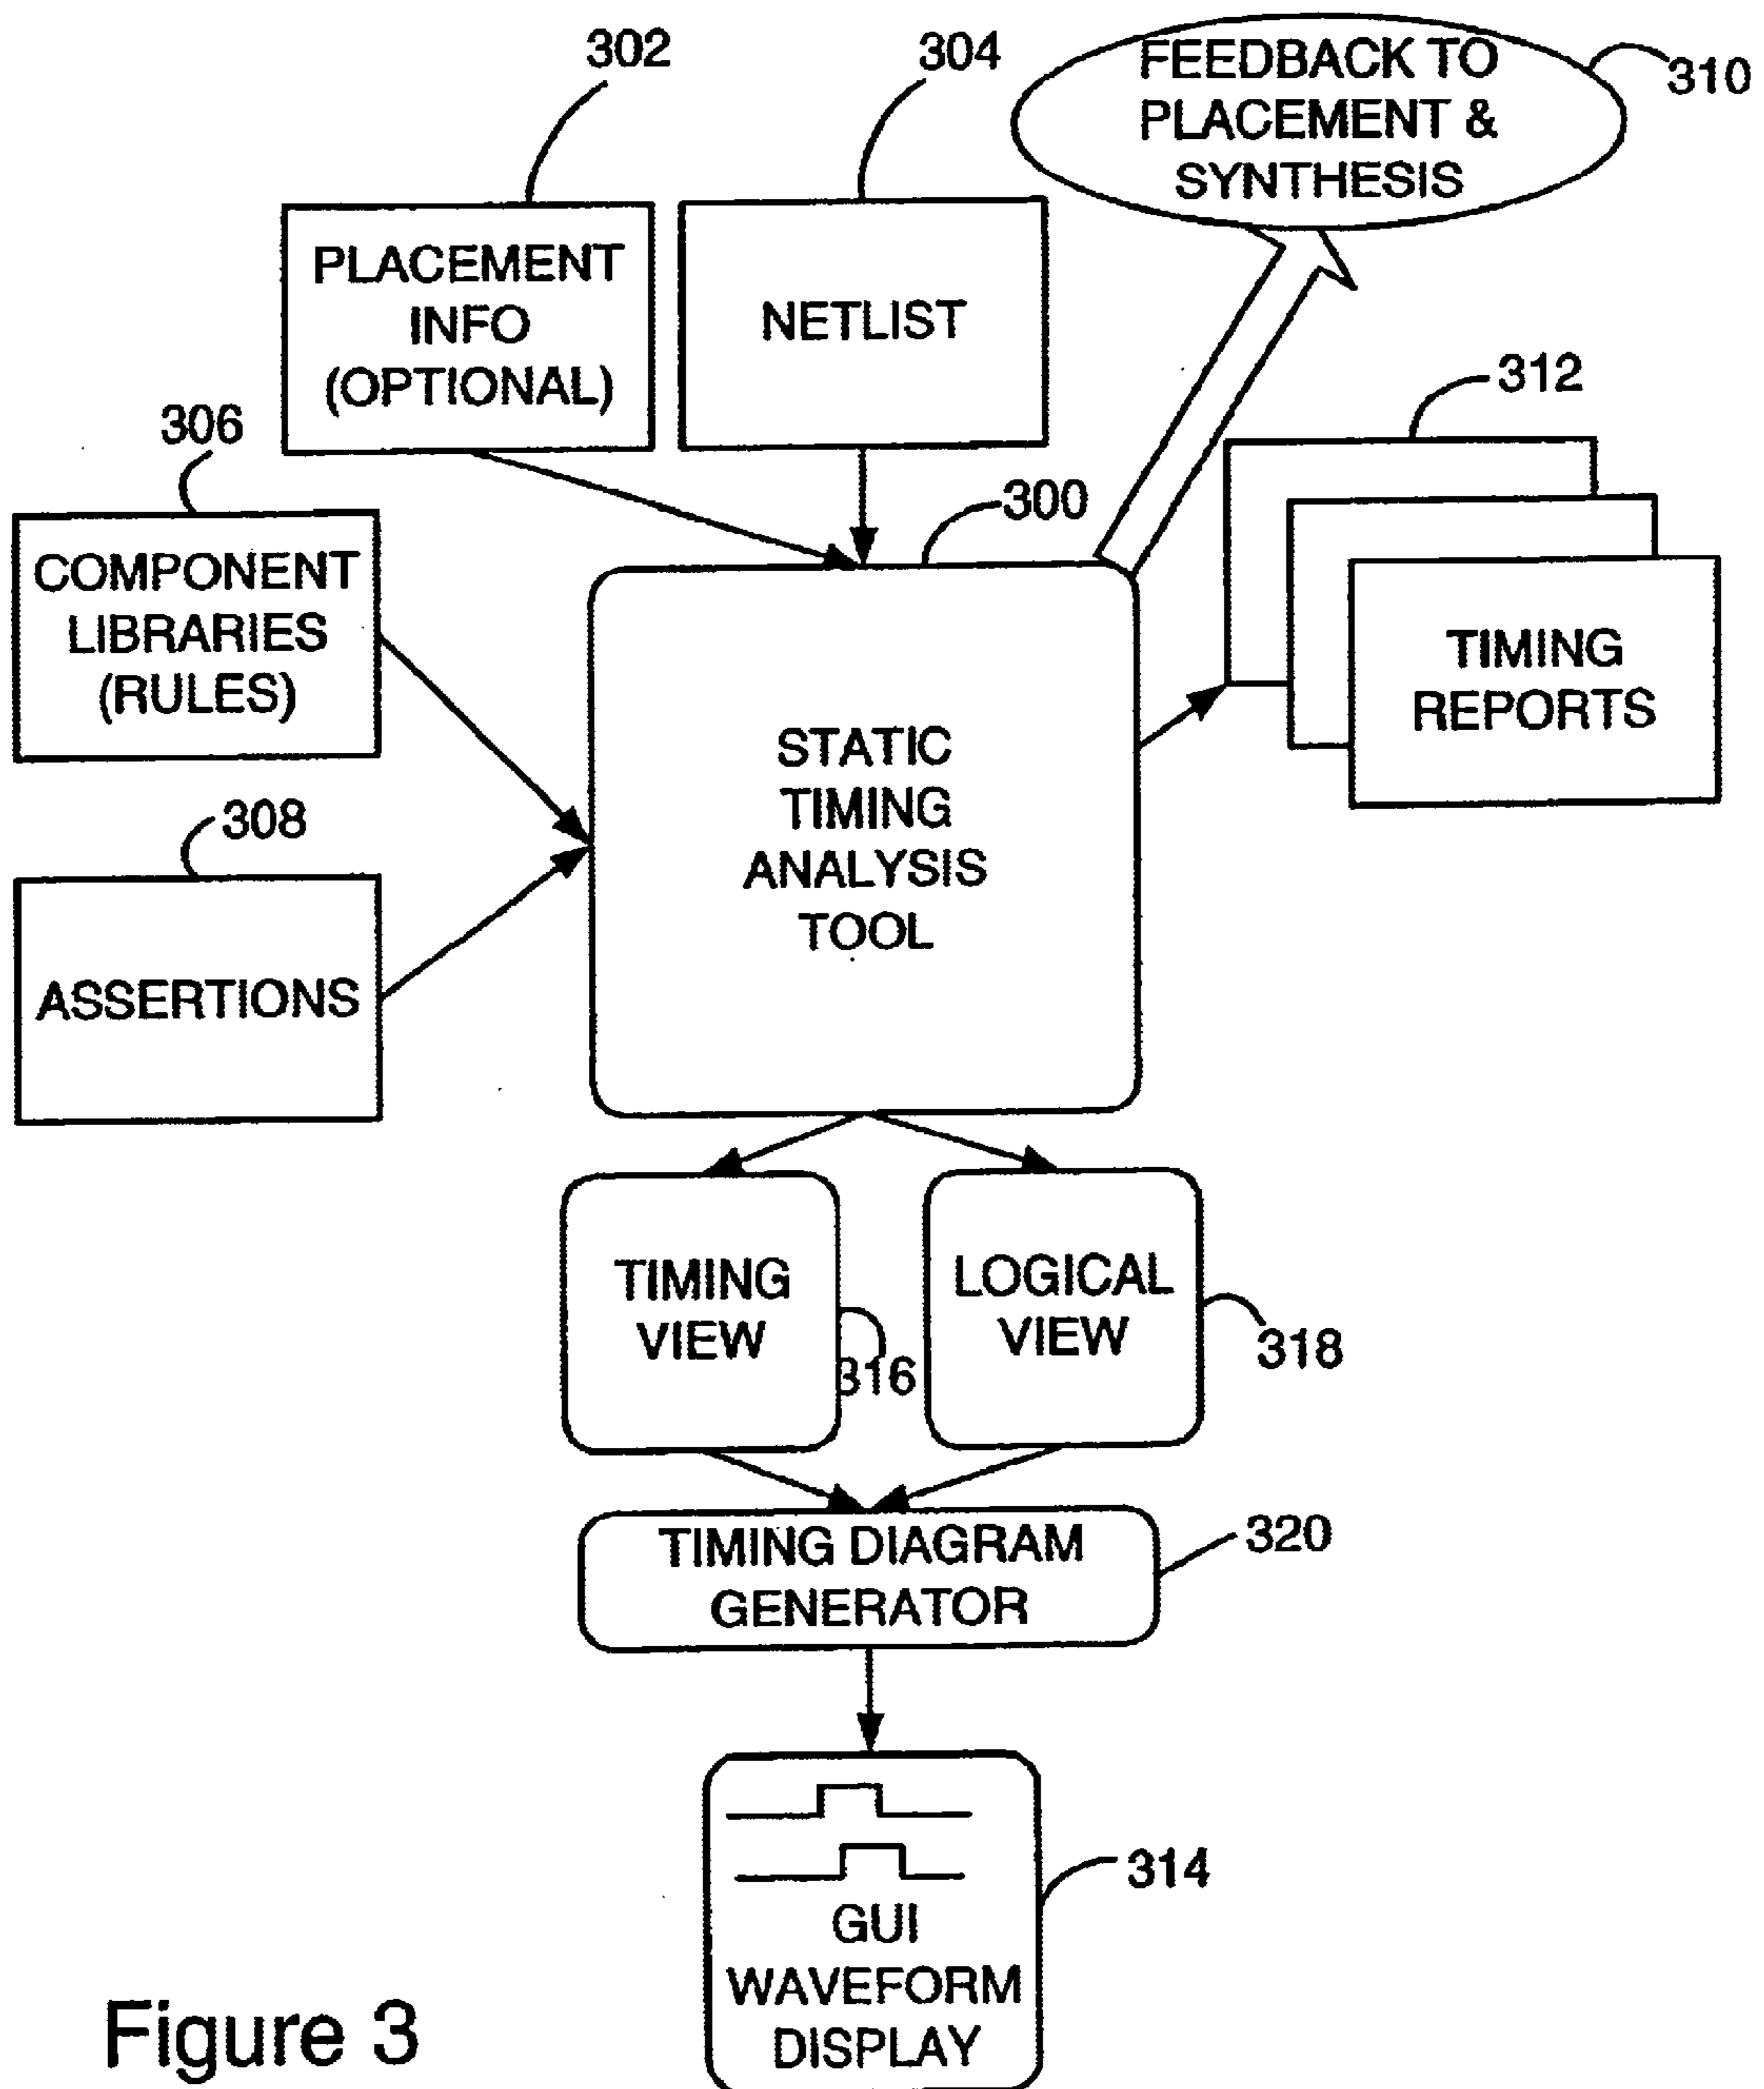 302
304
FEEDBACK TO
PLACEMENT &
SYNTHESIS
310
PLACEMENT
INFO
(OPTIONAL)
NETLIST
312
306
300
COMPONENT
LIBRARIES
(RULES)
TIMING
REPORTS
STATIC
TIMING
ANALYSIS
TOOL
308
ASSERTIONS
TIMING
VIEW
316
LOGICAL
VIEW
318
TIMING DIAGRAM
GENERATOR
320
314
GUI
WAVEFORM
DISPLAY
Figure 3